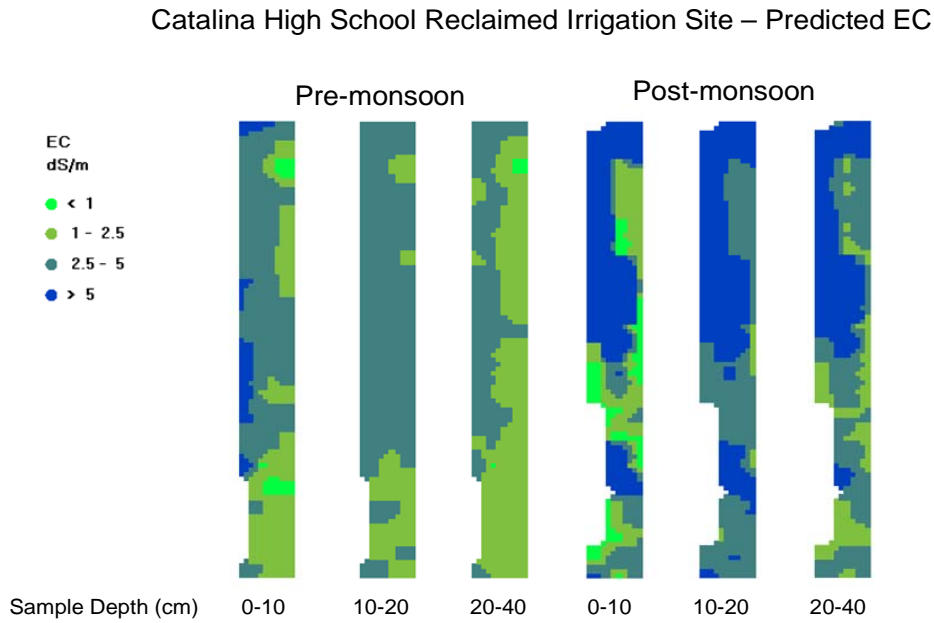 Catalina High School Reclaimed Irrigation Site – Predicted EC
Pre-monsoon
Post-monsoon
EC
dS/m
< 1
1 - 2.5
2.5 - 5
> 5
Sample Depth (cm) 0-10 10-20 20-40 0-10 10-20 20-40